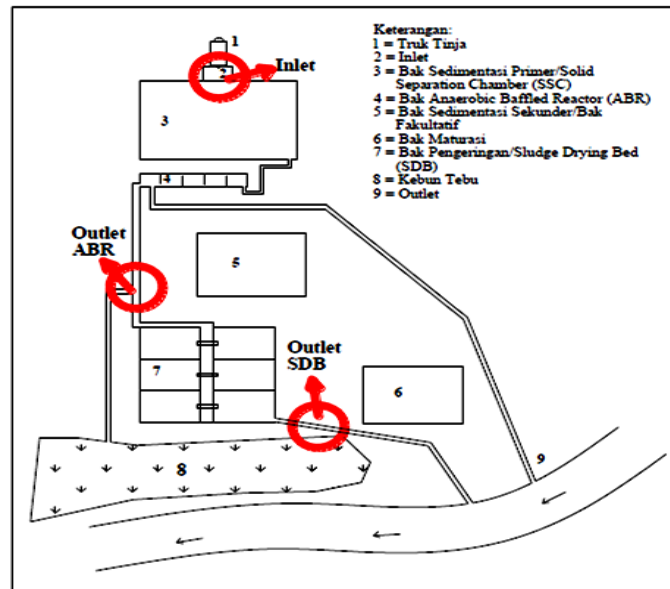 Keterangan:
1 = Truk Tinja
2 = Inlet
3 = Bak Sedimentasi Primer/Solid
Separation Chamber (SSC)
4 = Bak Anaerobic Baffled Reactor (ABR)
5 = Bak Sedimentasi Sekunder/Bak
Fakultatif
6 = Bak Maturasi
7 = Bak Pengeringan/Sludge Drying Bed
(SDB)
8 = Kebun Tebu
9 = Outlet
1
2
Inlet
3
4
Outlet
ABR
5
7
Outlet
SDB
6
8
9